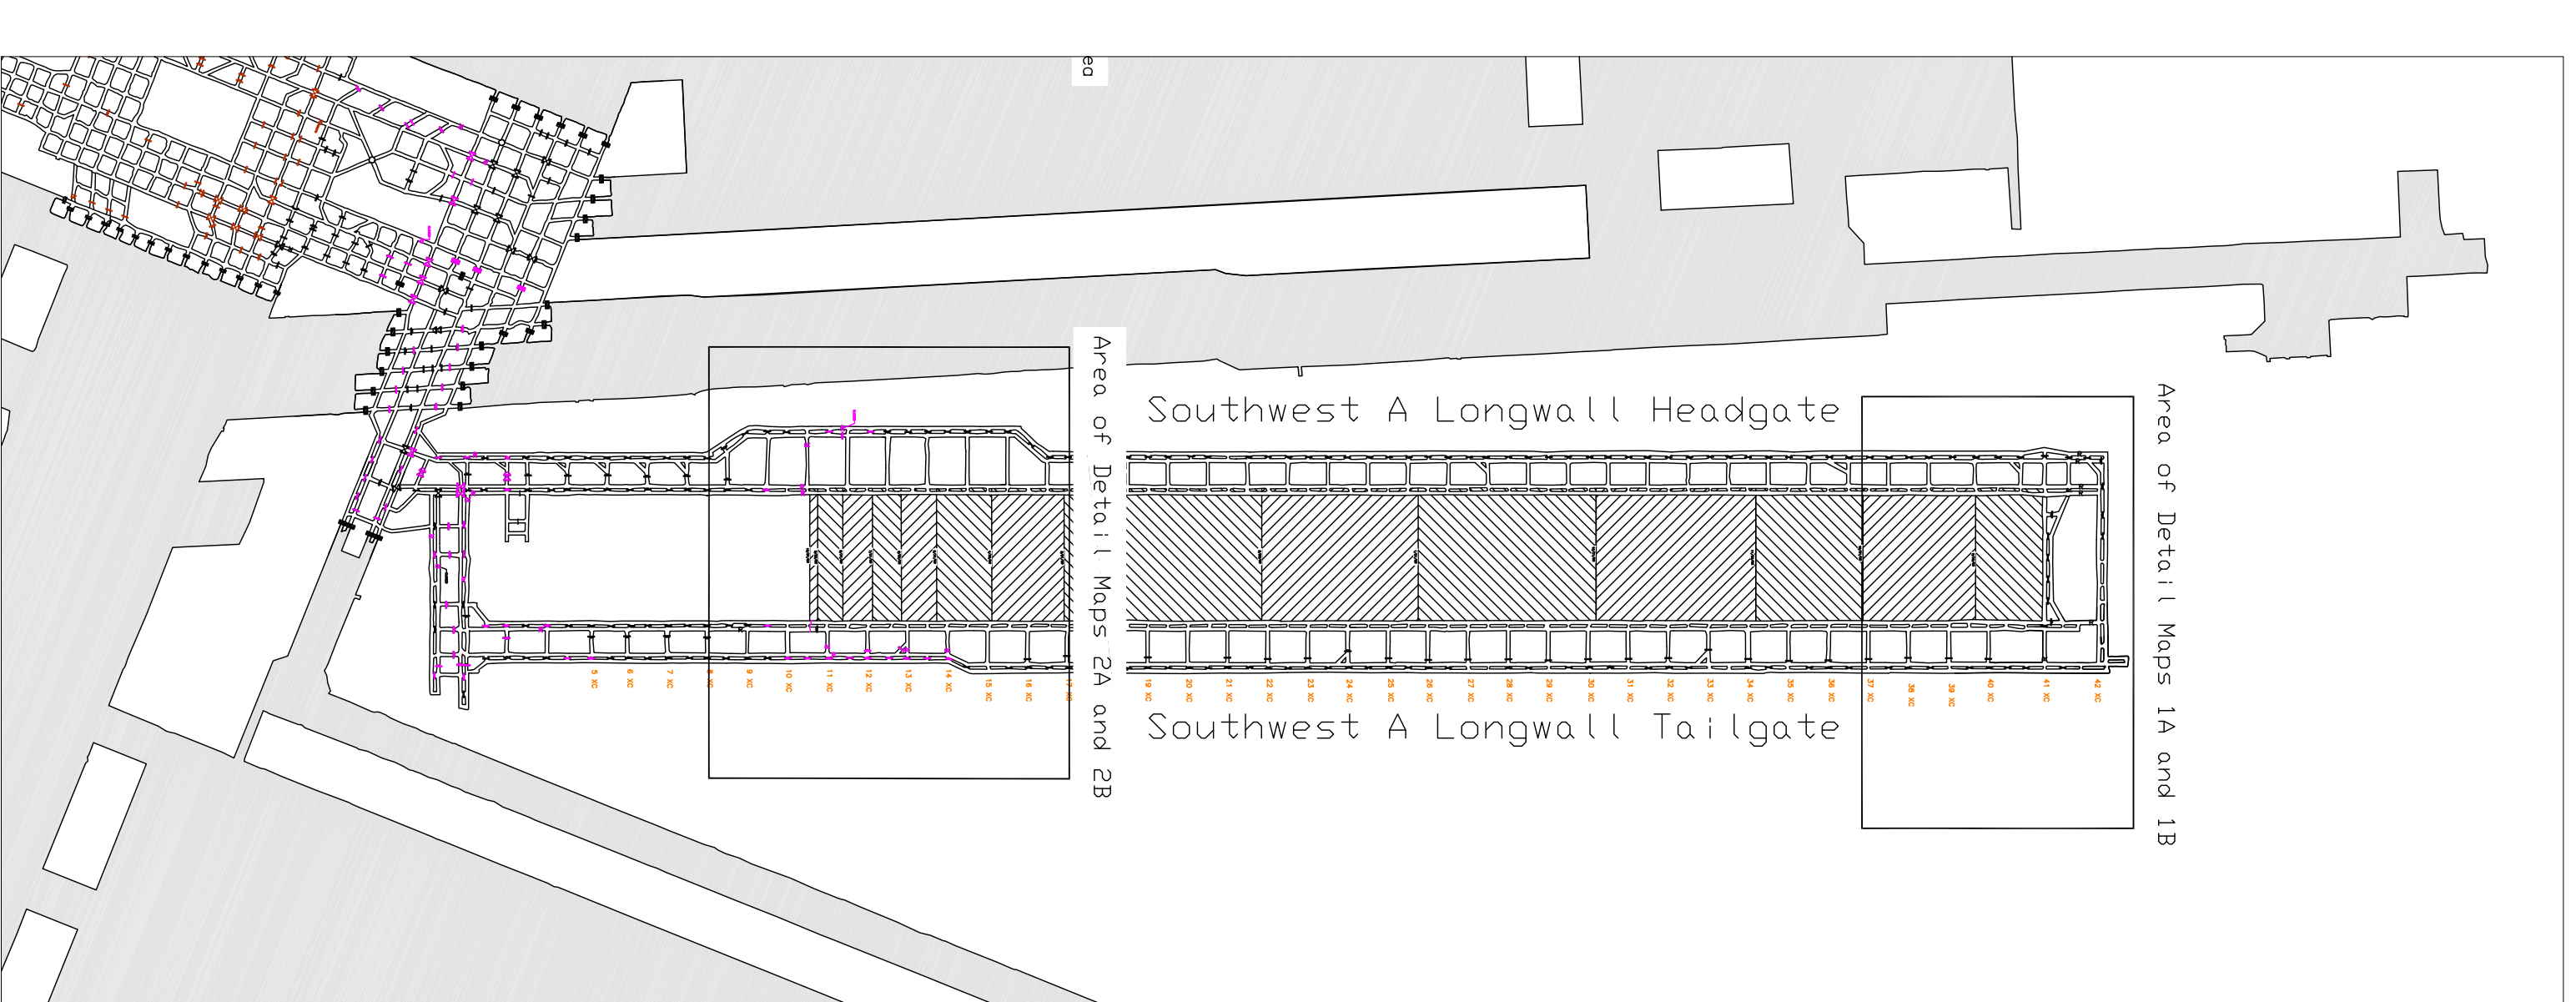 ea
Area of Detail Maps 2A and 2B
Southwest A Longwall Headgate
Area of Detail Maps 1A and 1B
5 XC
6 XC
7 XC
8 XC
9 XC
10 XC
11 XC
12 XC
13 XC
14 XC
15 XC
16 XC
17 XC
19 XC
20 XC
21 XC
22 XC
23 XC
24 XC
25 XC
26 XC
27 XC
28 XC
29 XC
30 XC
31 XC
32 XC
33 XC
34 XC
35 XC
36 XC
37 XC
38 XC
39 XC
40 XC
41 XC
42 XC
Southwest A Longwall Tailgate